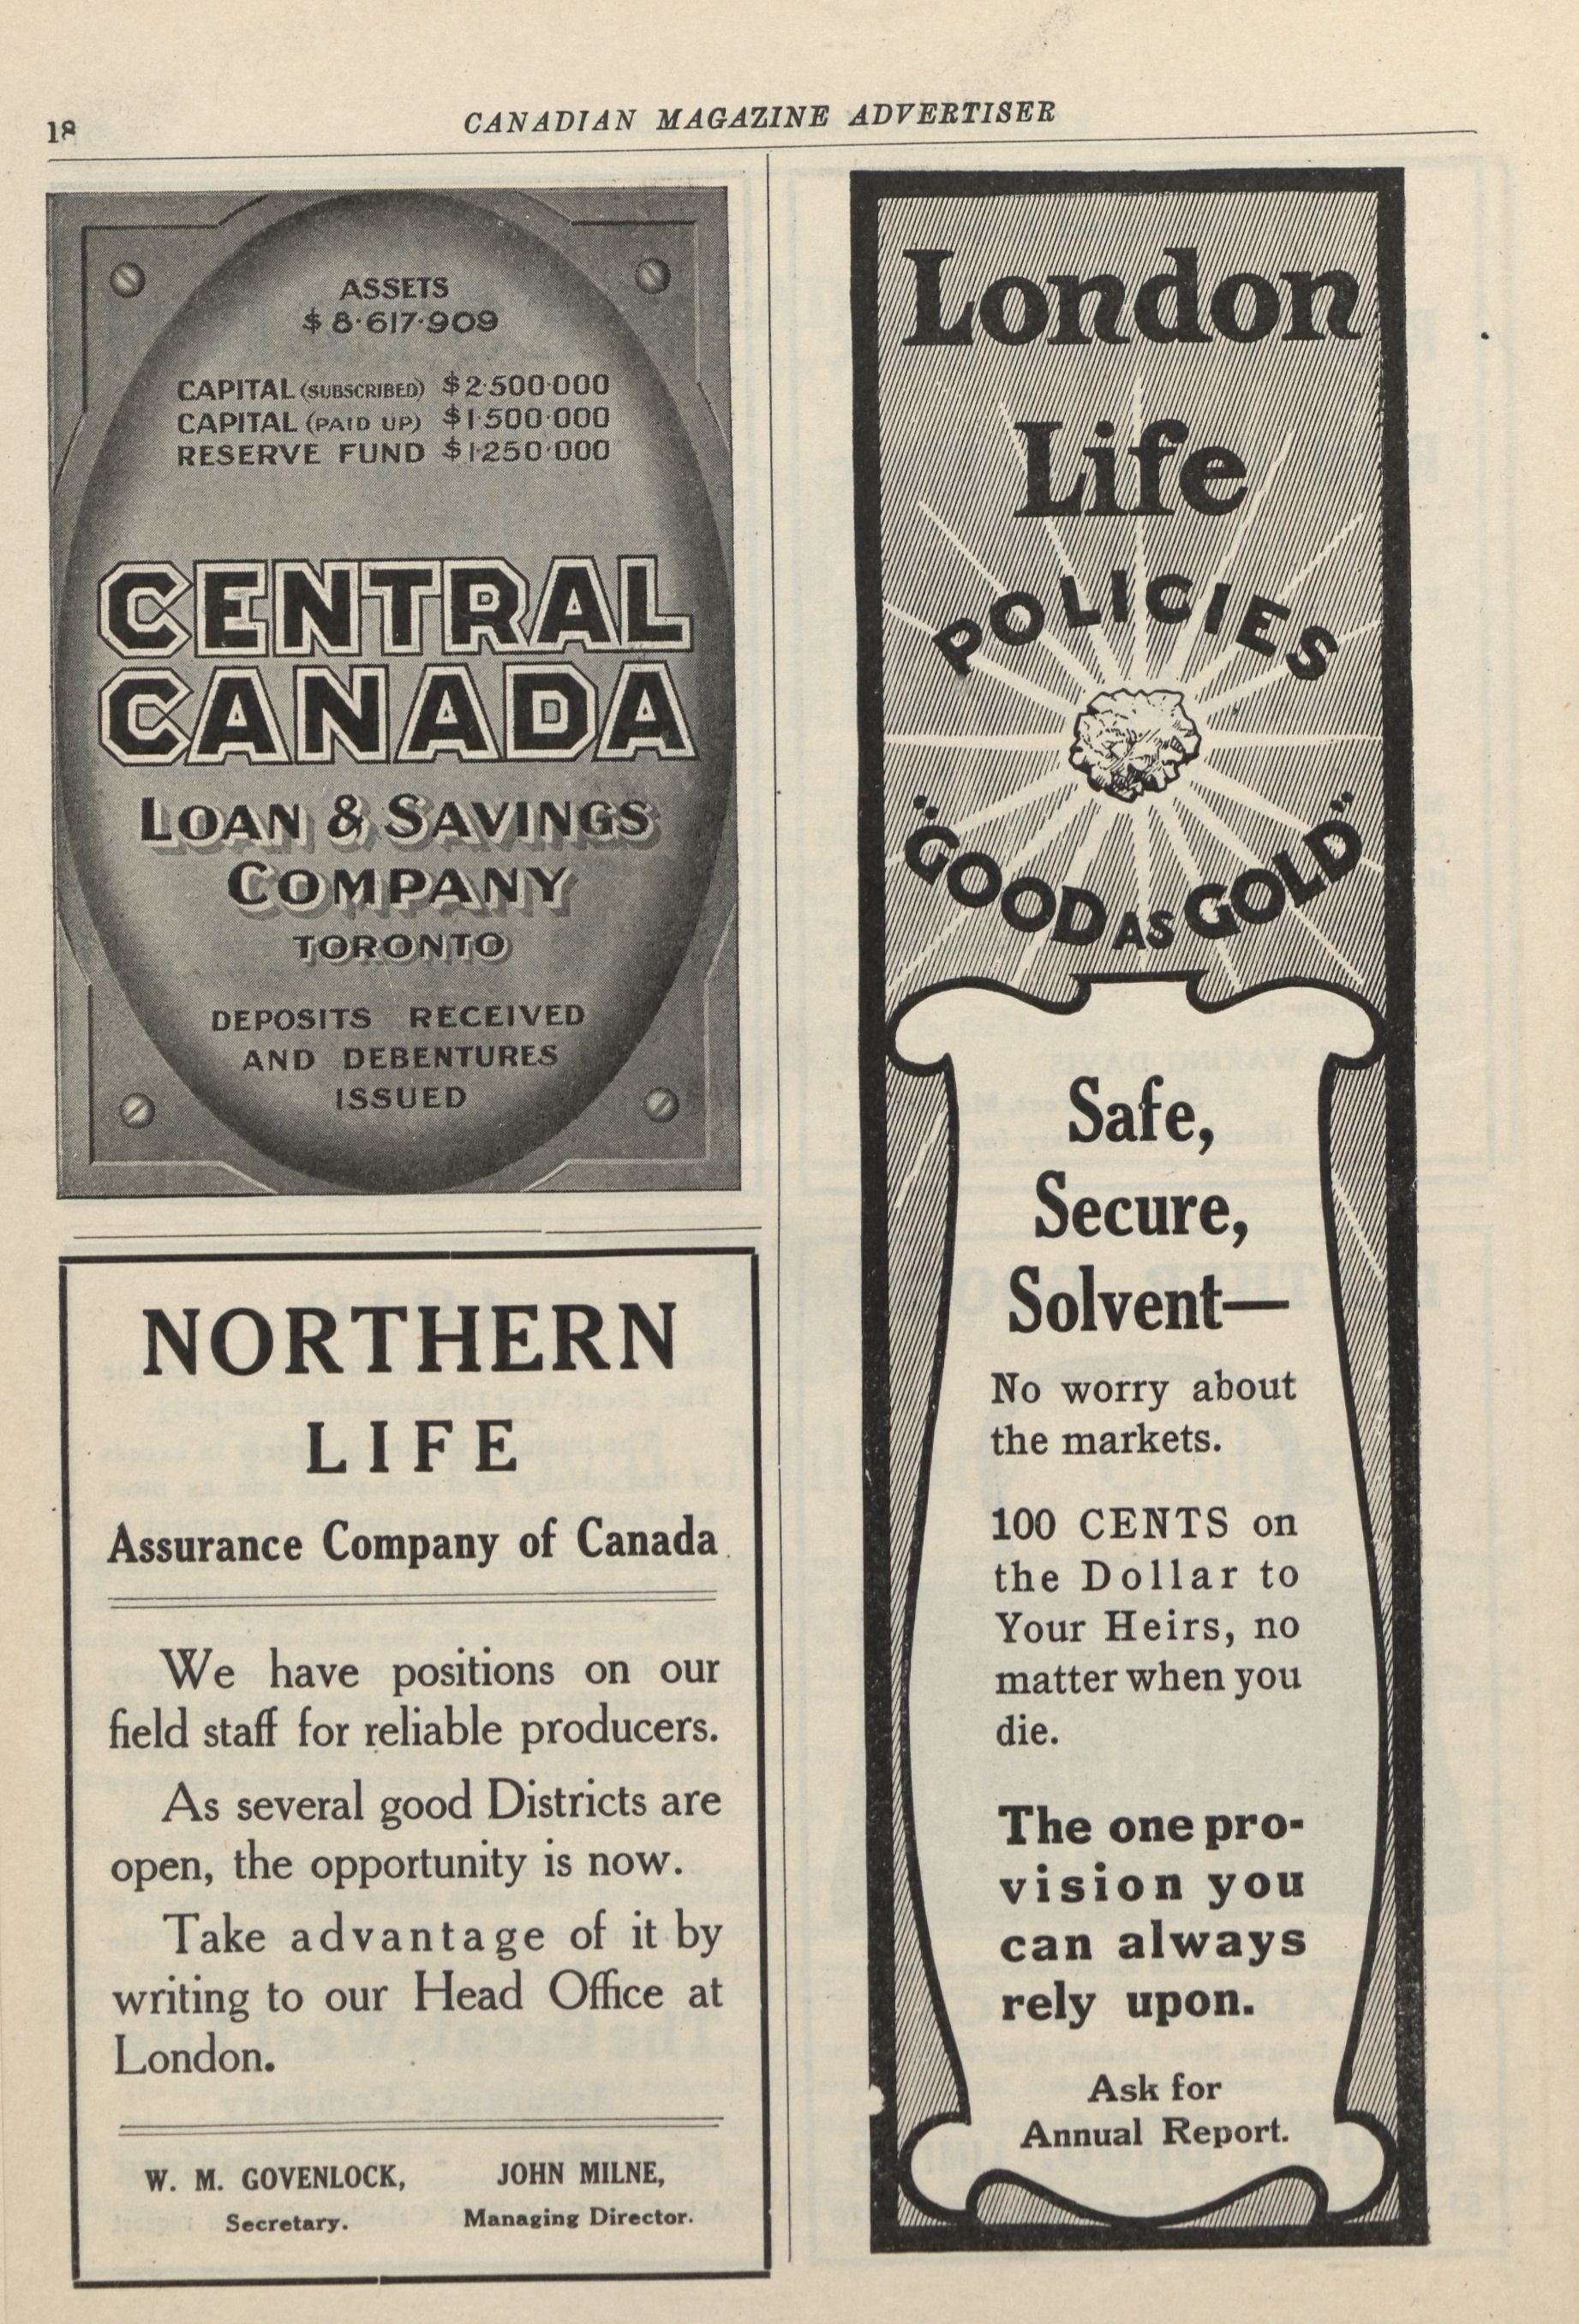 18
CANADIAN MAGAZINE ADVERTISER
ASSETS
$ 8·617·909
CAPITAL (SUBSCRIBED) $2·500·000
CAPITAL (PAID UP) $1·500·000
RESERVE FUND $1·250·000
CENTRAL
CANADA
LOAN & SAVINGS
COMPANY
TORONTO
DEPOSITS RECEIVED
AND DEBENTURES
ISSUED
NORTHERN
LIFE
Assurance Company of Canada
We have positions on our
field staff for reliable producers.
As several good Districts are
open, the opportunity is now.
Take advantage of it by
writing to our Head Office at
London.
W. M. GOVENLOCK,
Secretary.
JOHN MILNE,
Managing Director.
London
Life
POLICIES
"GOOD AS GOLD"
Safe,
Secure,
Solvent—
No worry about
the markets.
100 CENTS on
the Dollar to
Your Heirs, no
matter when you
die.
The one pro-
vision you
can always
rely upon.
Ask for
Annual Report.